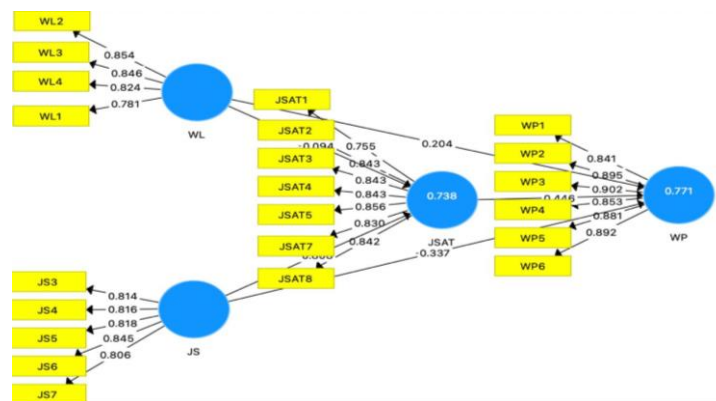 WL2
WL3
WL4
WL1
0.854
0.846
0.824
0.781
WL
JSAT1
JSAT2
JSAT3
JSAT4
JSAT5
JSAT7
JSAT8
-0.094
0.755
0.843
0.843
0.843
0.856
0.830
0.842
0.738
JSAT
0.204
0.446
-0.337
WP1
WP2
WP3
WP4
WP5
WP6
0.841
0.895
0.902
0.853
0.881
0.892
0.771
WP
JS3
JS4
JS5
JS6
JS7
0.814
0.816
0.818
0.845
0.806
JS